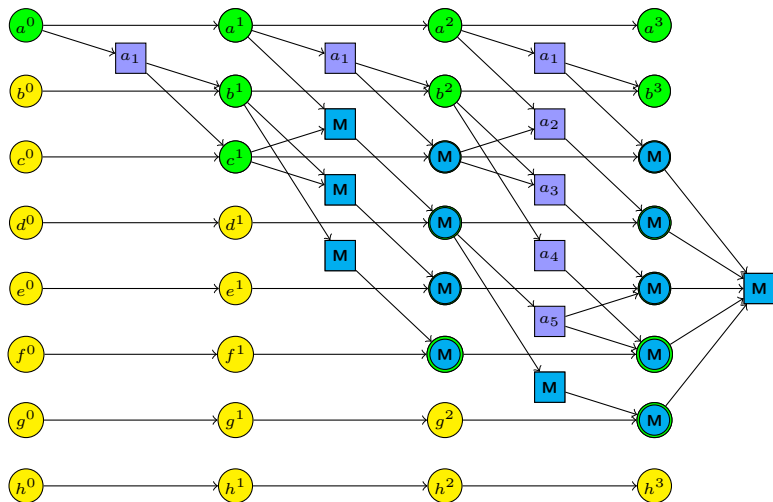 a⁰ a¹ a² a³
a₁ a₁ a₁
b⁰ b¹ b² b³
M a₂
c⁰ c¹ M M
M a₃
d⁰ d¹ M M
M a₄
e⁰ e¹ M M M
a₅
f⁰ f¹ M M
M
g⁰ g¹ g² M
h⁰ h¹ h² h³